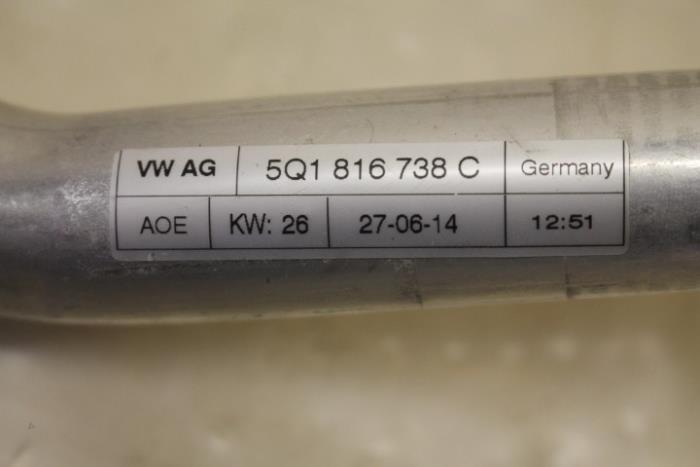 VW AG 5Q1 816 738 C Germany
AOE KW: 26 27-06-14 12:51